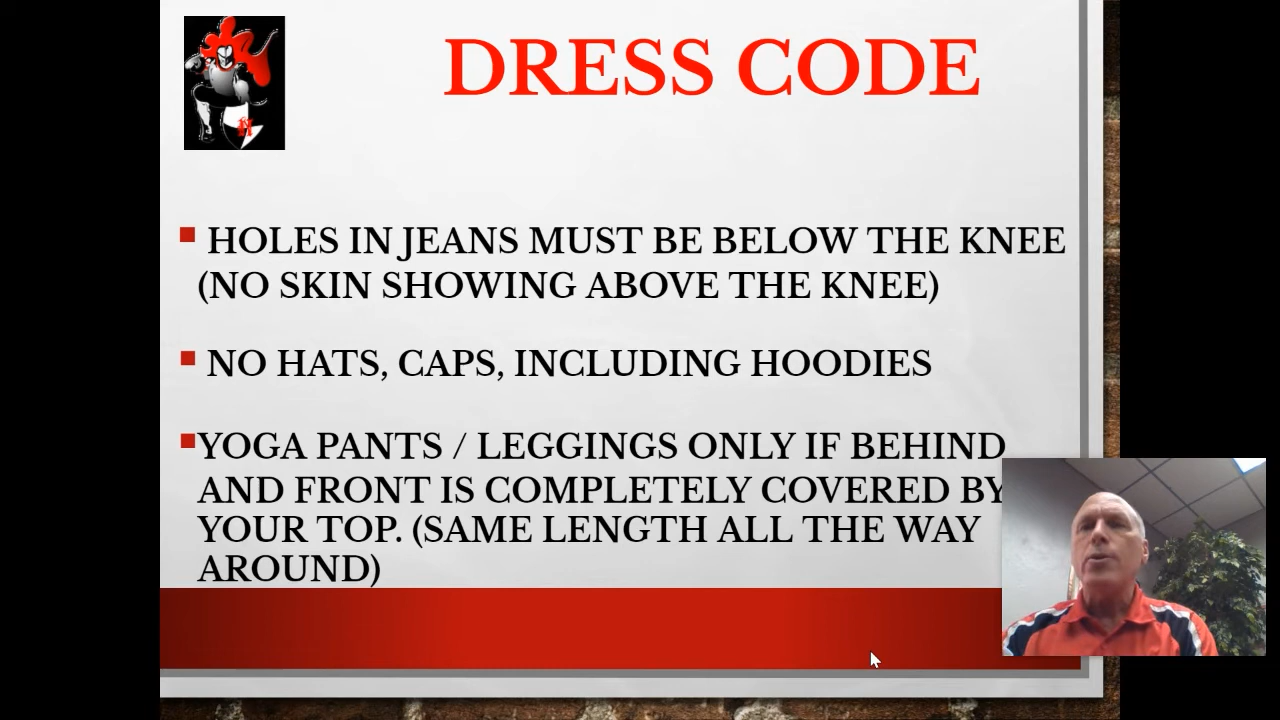 DRESS CODE
HOLES IN JEANS MUST BE BELOW THE KNEE
(NO SKIN SHOWING ABOVE THE KNEE)
NO HATS, CAPS, INCLUDING HOODIES
YOGA PANTS / LEGGINGS ONLY IF BEHIND
AND FRONT IS COMPLETELY COVERED BY
YOUR TOP. (SAME LENGTH ALL THE WAY
AROUND)